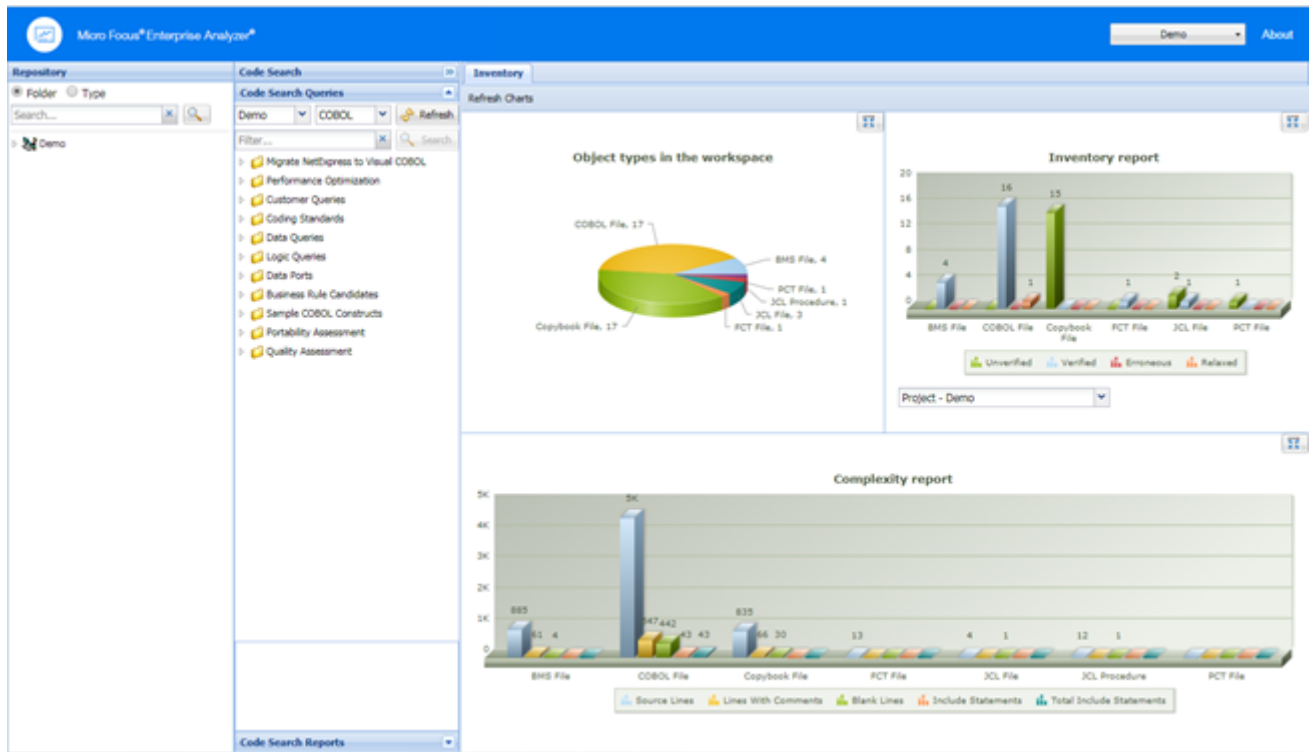 Micro Focus® Enterprise Analyzer®
Demo
About
Repository
Folder Type
Search...
Demo
Code Search
Code Search Queries
Demo COBOL Refresh
Filter... Search
Migrate NetExpress to Visual COBOL
Performance Optimization
Customer Queries
Coding Standards
Data Queries
Logic Queries
Data Ports
Business Rule Candidates
Sample COBOL Constructs
Portability Assessment
Quality Assessment
Code Search Reports
Inventory
Refresh Charts
Object types in the workspace
COBOL File, 17
BMS File, 4
PCT File, 1
JCL Procedure, 1
JCL File, 3
FCT File, 1
Copybook File, 17
Inventory report
20
16
12
8
4
0
4
16
1
15
1
2
1
1
BMS File COBOL File Copybook File FCT File JCL File PCT File
Unverified Verified Erroneous Relaxed
Project - Demo
Complexity report
5K
4K
3K
2K
1K
0
885 61 4
5K 442 43 43
835 66 30
13
4 1
12 1
BMS File COBOL File Copybook File FCT File JCL File JCL Procedure PCT File
Source Lines Lines With Comments Blank Lines Include Statements Total Include Statements